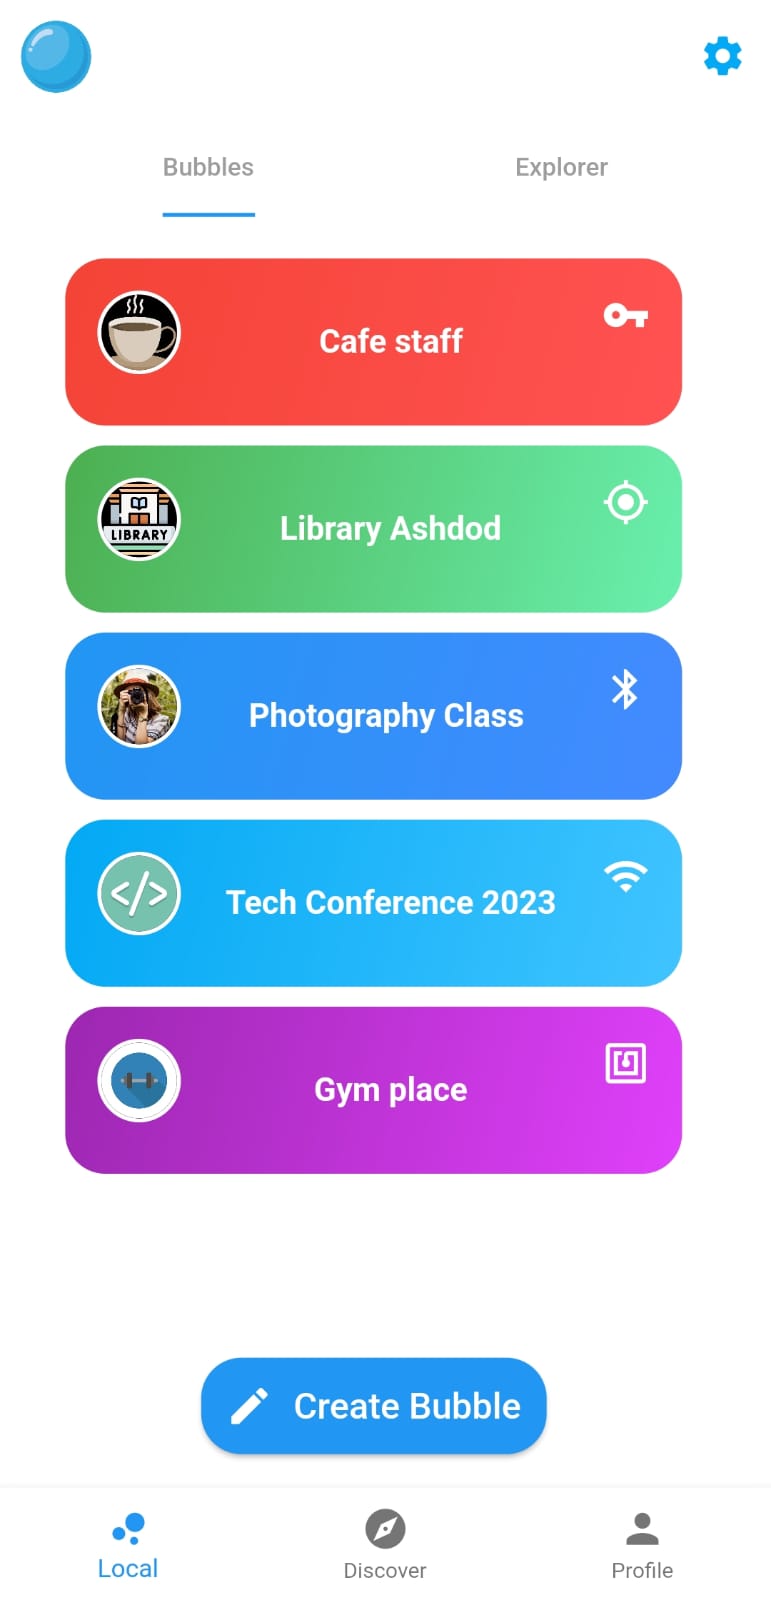 Bubbles
Explorer
Cafe staff
LIBRARY
Library Ashdod
Photography Class
</>
Tech Conference 2023
Gym place
Create Bubble
Local
Discover
Profile